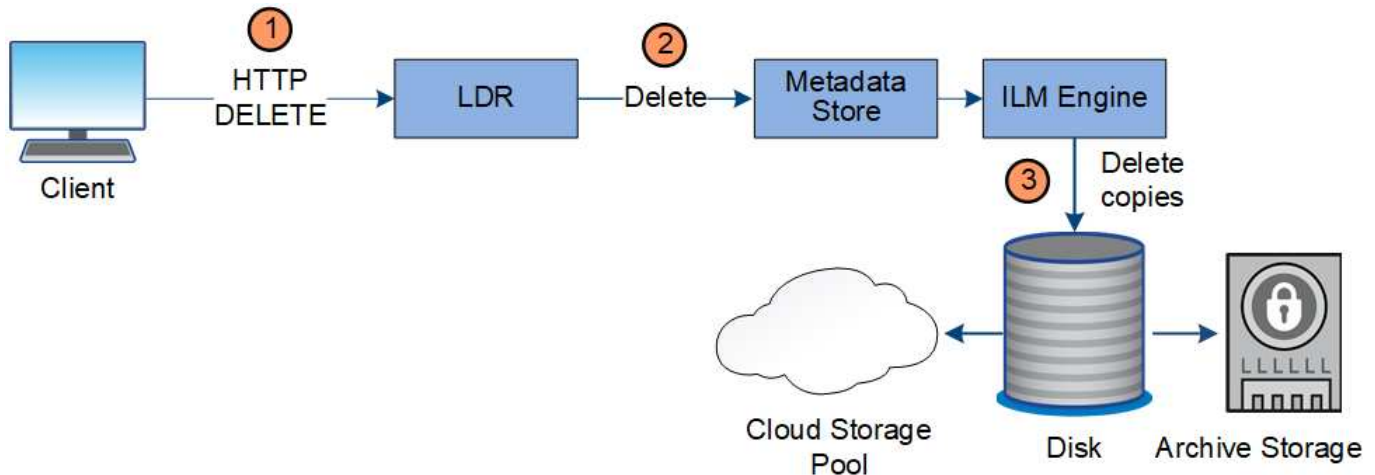 1
HTTP
DELETE
Client
LDR
2
Delete
Metadata
Store
ILM Engine
3
Delete
copies
Cloud Storage
Pool
Disk
LLLLLL
Archive Storage